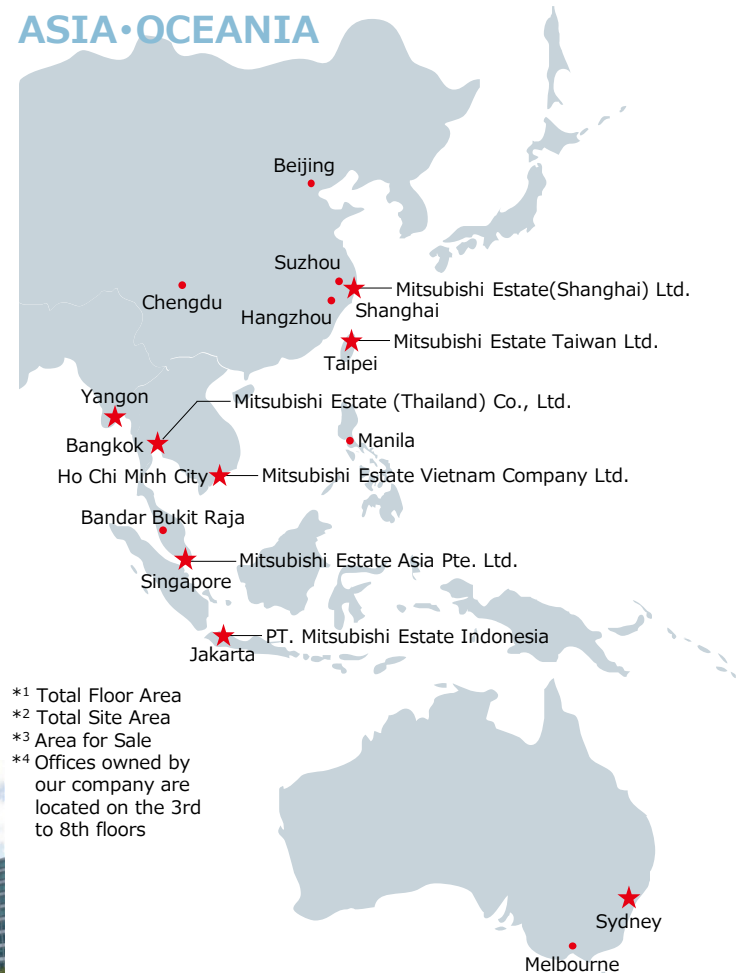 ASIA•OCEANIA
Beijing
Suzhou
Mitsubishi Estate(Shanghai) Ltd.
Chengdu
Shanghai
Hangzhou
Mitsubishi Estate Taiwan Ltd.
Taipei
Yangon
Mitsubishi Estate (Thailand) Co., Ltd.
Bangkok
Manila
Ho Chi Minh City
Mitsubishi Estate Vietnam Company Ltd.
Bandar Bukit Raja
Mitsubishi Estate Asia Pte. Ltd.
Singapore
PT. Mitsubishi Estate Indonesia
Jakarta
*1 Total Floor Area
*2 Total Site Area
*3 Area for Sale
*4 Offices owned by
our company are
located on the 3rd
to 8th floors
Sydney
Melbourne